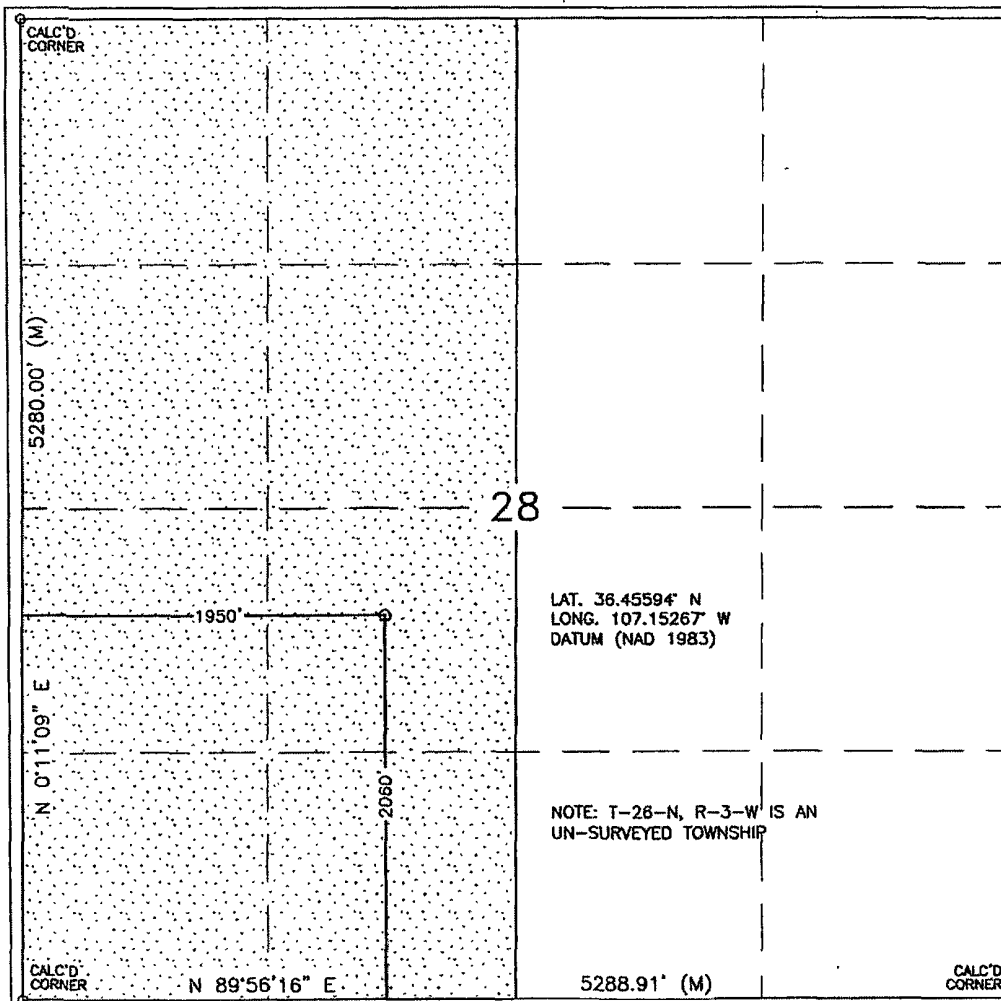 CALC'D
CORNER
5280.00' (M)
28
LAT. 36.45594° N
LONG. 107.15267° W
DATUM (NAD 1983)
1950'
N 0°11'09" E
2060'
NOTE: T-26-N, R-3-W IS AN
UN-SURVEYED TOWNSHIP
CALC'D
CORNER
N 89°56'16" E
5288.91' (M)
CALC'D
CORNER